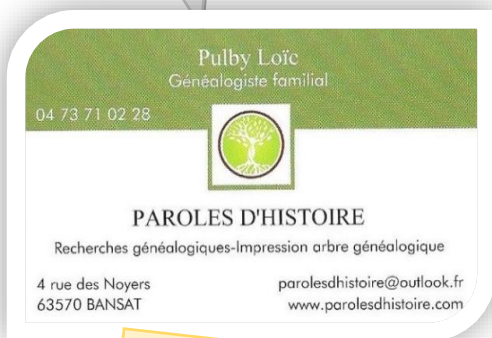 Pulby Loïc
Généalogiste familial
04 73 71 02 28
PAROLES D'HISTOIRE
Recherches généalogiques-Impression arbre généalogique
4 rue des Noyers
63570 BANSAT
parolesdhistoire@outlook.fr
www.parolesdhistoire.com